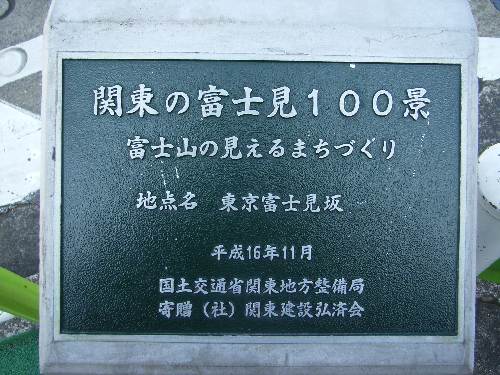 関東の富士見１００景
富士山の見えるまちづくり
地点名　東京富士見坂
平成16年11月
国土交通省関東地方整備局
寄贈（社）関東建設弘済会